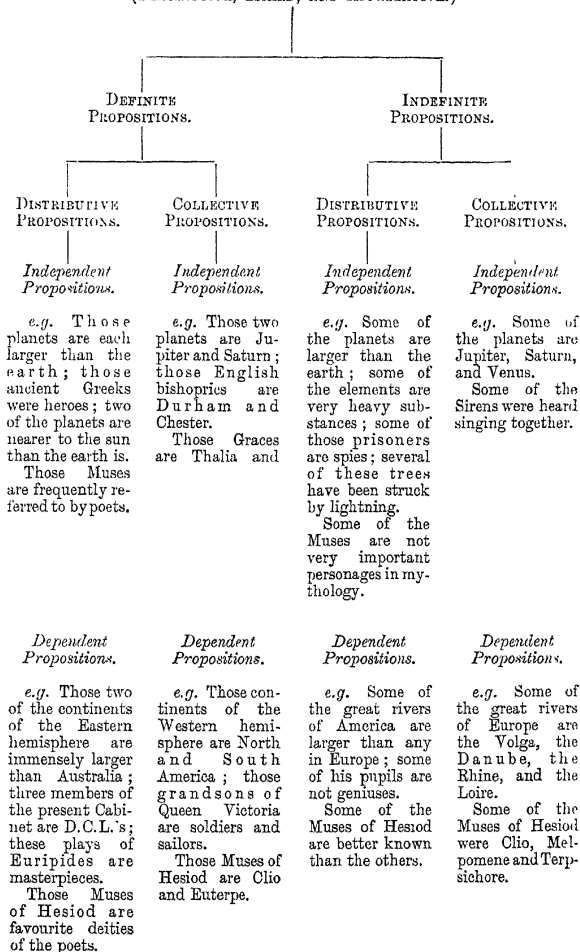 DEFINITE
PROPOSITIONS.
INDEFINITE
PROPOSITIONS.
DISTRIBUTIVE
PROPOSITIONS.
COLLECTIVE
PROPOSITIONS.
DISTRIBUTIVE
PROPOSITIONS.
COLLECTIVE
PROPOSITIONS.
Independent
Propositions.
Independent
Propositions.
Independent
Propositions.
Independent
Propositions.
e.g. Those
planets are each
larger than the
earth; those
ancient Greeks
were heroes; two
of the planets are
nearer to the sun
than the earth is.
Those Muses
are frequently re-
ferred to by poets.
e.g. Those two
planets are Ju-
piter and Saturn;
those English
bishoprics are
Durham and
Chester.
Those Graces
are Thalia and
e.g. Some of
the planets are
larger than the
earth; some of
the elements are
very heavy sub-
stances; some of
those prisoners
are spies; several
of these trees
have been struck
by lightning.
Some of the
Muses are not
very important
personages in my-
thology.
e.g. Some of
the planets are
Jupiter, Saturn,
and Venus.
Some of the
Sirens were heard
singing together.
Dependent
Propositions.
Dependent
Propositions.
Dependent
Propositions.
Dependent
Propositions.
e.g. Those two
of the continents
of the Eastern
hemisphere are
immensely larger
than Australia;
three members of
the present Cabi-
net are D.C.L.'s;
these plays of
Euripides are
masterpieces.
Those Muses
of Hesiod are
favourite deities
of the poets.
e.g. Those con-
tinents of the
Western hemi-
sphere are North
and South
America; those
grandsons of
Queen Victoria
are soldiers and
sailors.
Those Muses of
Hesiod are Clio
and Euterpe.
e.g. Some of
the great rivers
of America are
larger than any
in Europe; some
of his pupils are
not geniuses.
Some of the
Muses of Hesiod
are better known
than the others.
e.g. Some of
the great rivers
of Europe are
the Volga, the
Danube, the
Rhine, and the
Loire.
Some of the
Muses of Hesiod
were Clio, Mel-
pomene and Terp-
sichore.